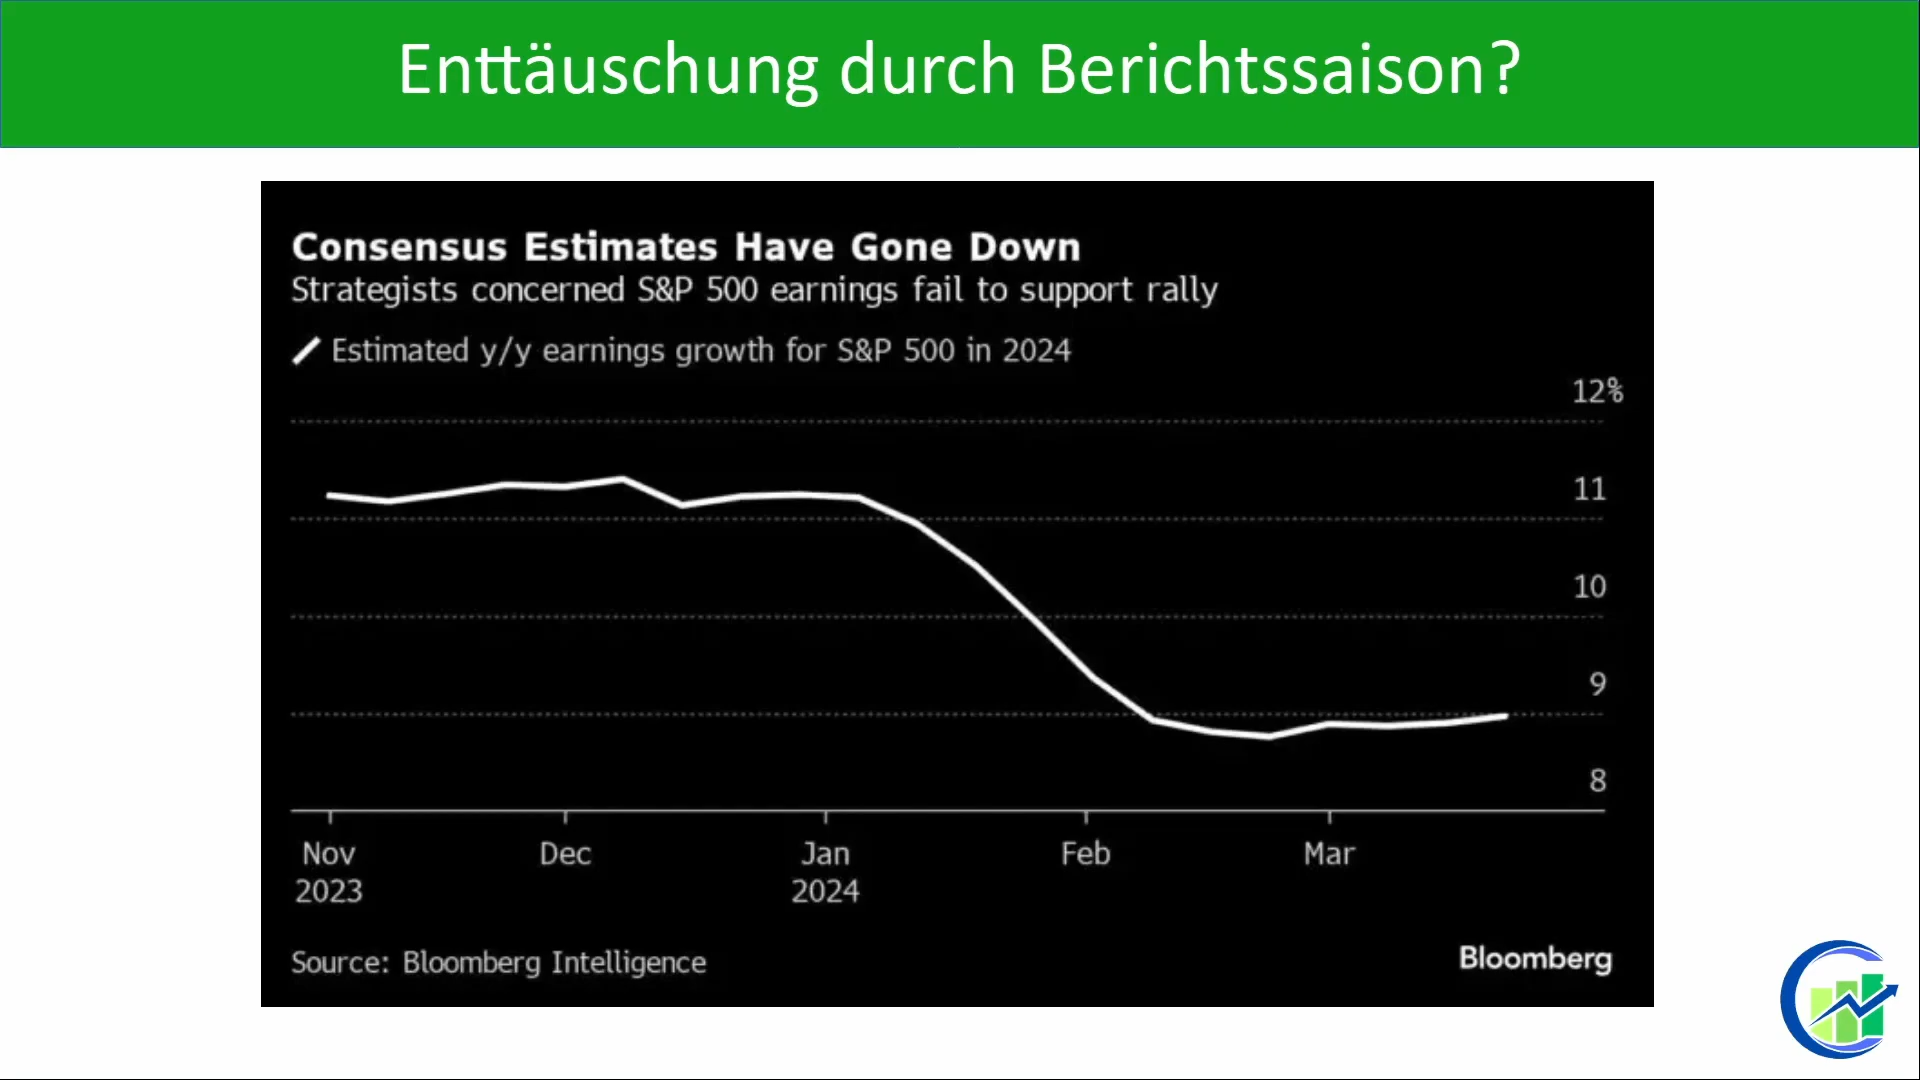 Enttäuschung durch Berichtssaison?
Consensus Estimates Have Gone Down
Strategists concerned S&P 500 earnings fail to support rally
Estimated y/y earnings growth for S&P 500 in 2024
12%
11
10
9
8
Nov Dec Jan Feb Mar
2023 2024
Source: Bloomberg Intelligence
Bloomberg